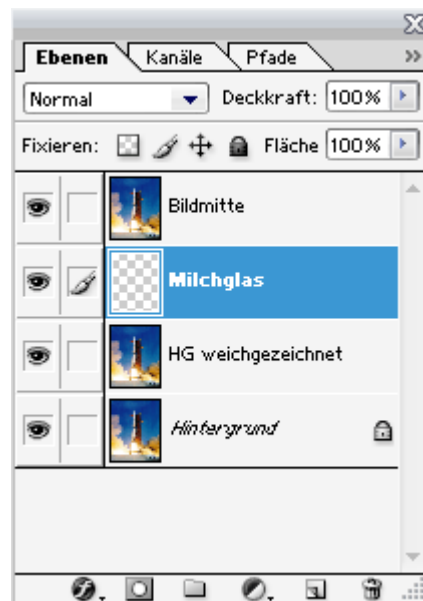 Ebenen Kanäle Pfade
Normal Deckkraft: 100%
Fixieren: Fläche 100%
Bildmitte
Milchglas
HG weichgezeichnet
Hintergrund